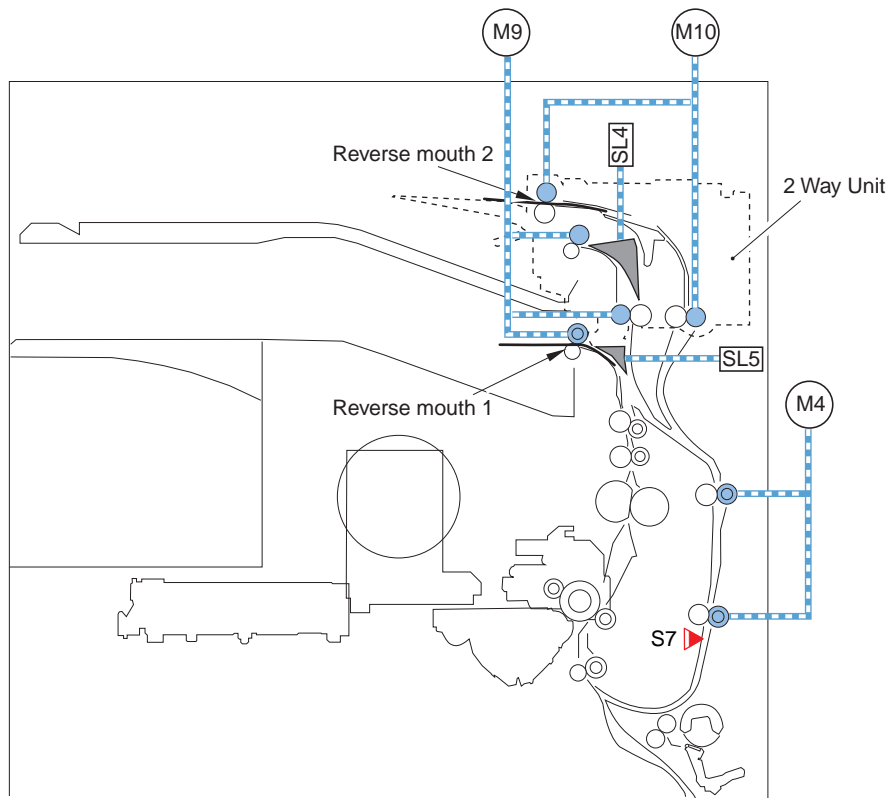 M9
M10
SL4
Reverse mouth 2
2 Way Unit
SL5
Reverse mouth 1
M4
S7